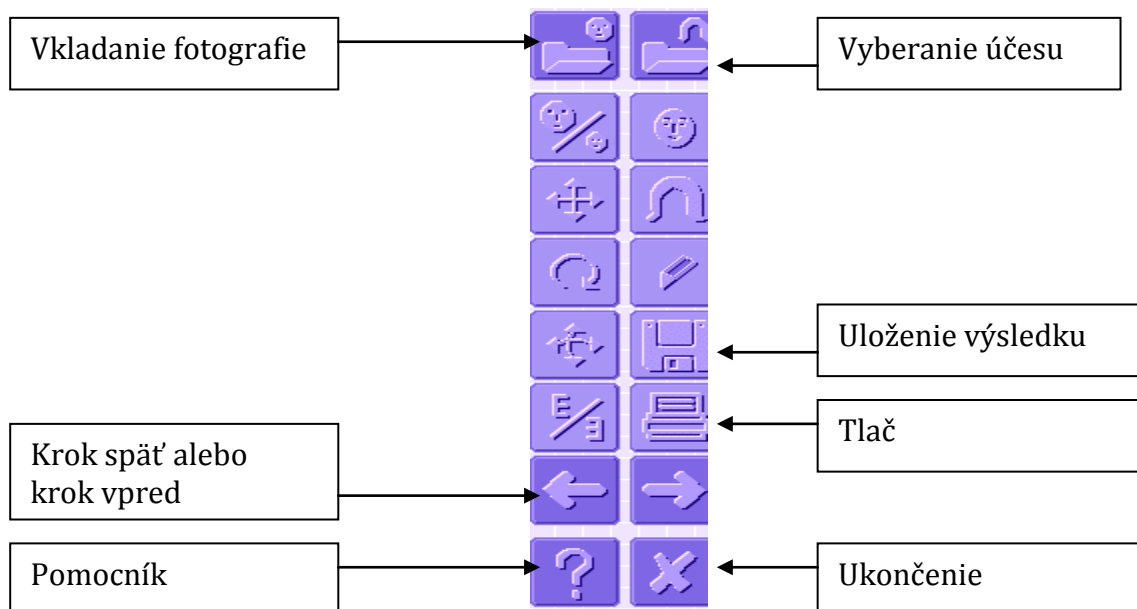 Vkladanie fotografie
Vyberanie účesu
E/E
Uloženie výsledku
Tlač
Krok späť alebo
krok vpred
?
Pomocník
Ukončenie